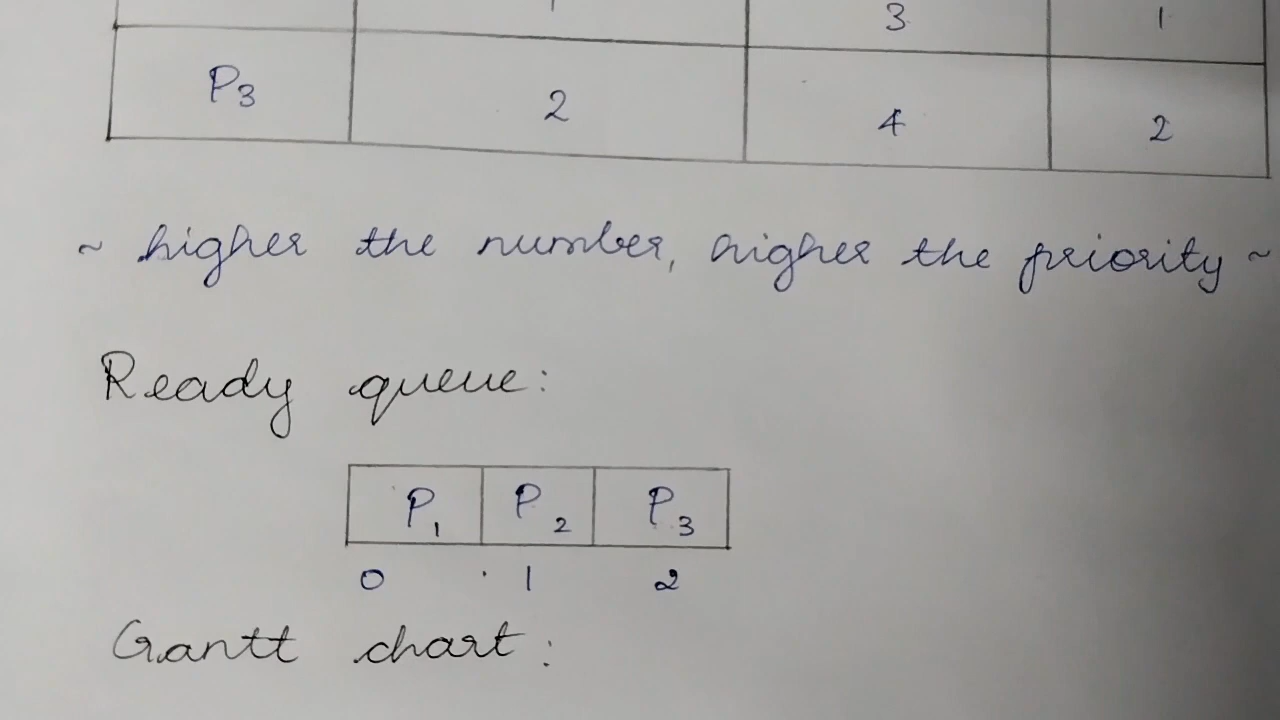 1 3 1
P3 2 4 2
~ higher the number, higher the priority ~
Ready queue:
P1 P2 P3
0 1 2
Gantt chart: